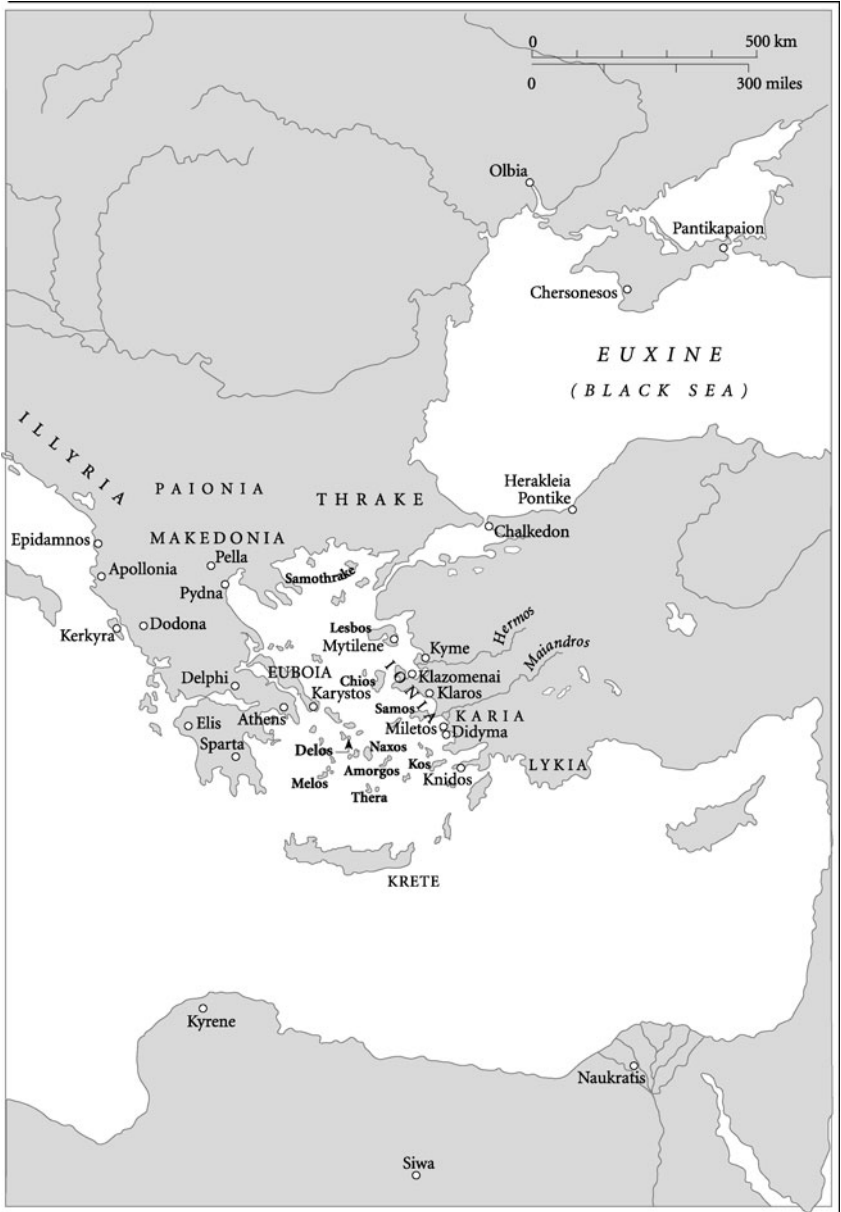 0 500 km
0 300 miles
Olbia
Pantikapaion
Chersonesos
EUXINE
(BLACK SEA)
ILLYRIA
PAIONIA
THRAKE
Herakleia
Pontike
Chalkedon
Epidamnos
MAKEDONIA
Pella
Apollonia
Samothrake
Pydna
Kerkyra
Dodona
Lesbos
Mytilene
Hermos
Kyme
Maiandros
Delphi
EUBOIA
Chios
IONIA
Klazomenai
Karystos
Klaros
Elis
Athens
Samos
KARIA
Miletos
Didyma
Sparta
Delos
Naxos
Amorgos
Kos
LYKIA
Melos
Knidos
Thera
KRETE
Kyrene
Naukratis
Siwa